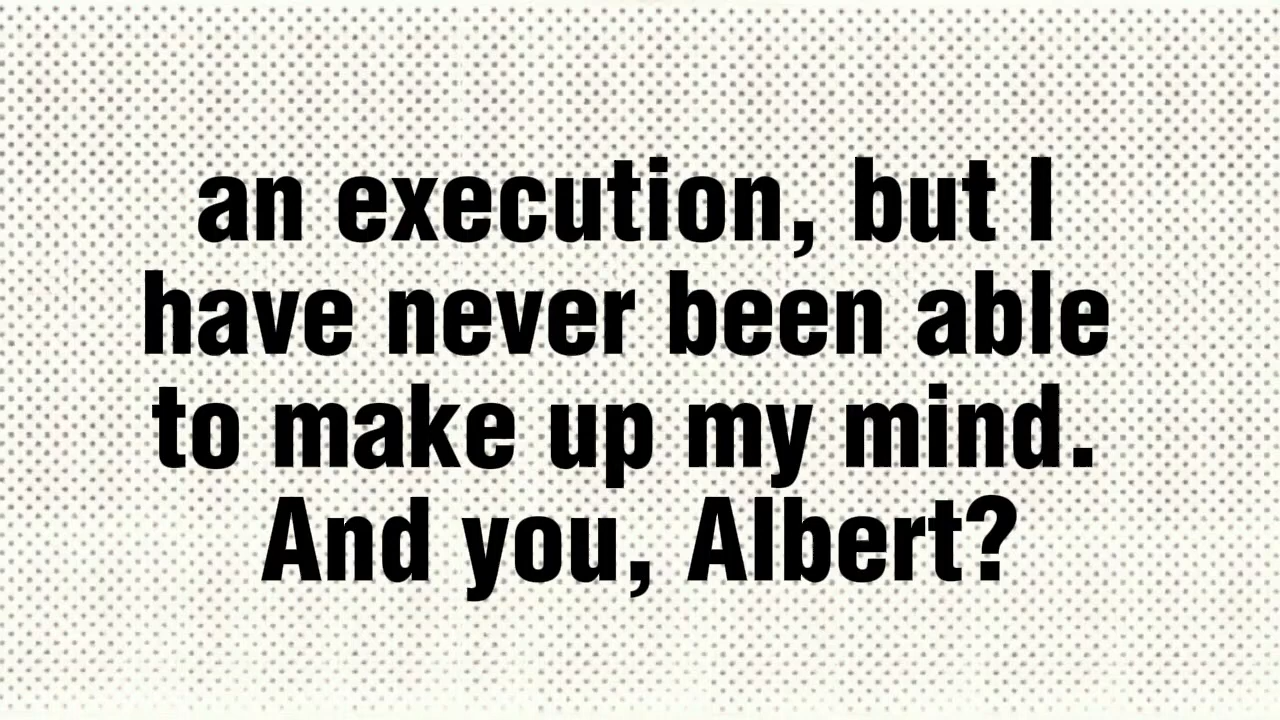 an execution, but I
have never been able
to make up my mind.
And you, Albert?